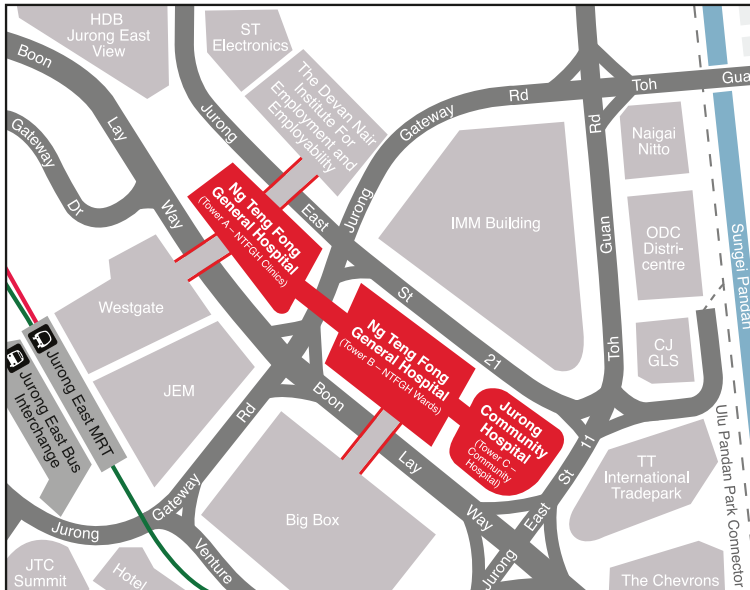 HDB
Jurong East
View
ST
Electronics
The Devan Nair
Institute For
Employment and
Employability
Boon
Lay
Way
Gateway
Dr
Jurong
East
St
21
Jurong
Gateway
Rd
Toh
Gua
Rd
Guan
Toh
Naigai
Nitto
ODC
Distri-
centre
CJ
GLS
Sungei Pandan
Ulu Pandan Park Connector
IMM Building
Ng Teng Fong
General Hospital
(Tower A – NTFGH Clinics)
Ng Teng Fong
General Hospital
(Tower B – NTFGH Wards)
Jurong
Community
Hospital
(Tower C –
Community
Hospital)
Westgate
JEM
Jurong East MRT
Jurong East Bus
Interchange
Boon
Lay
Way
Jurong
Gateway
Rd
Venture
Big Box
Jurong
East
St
11
TT
International
Tradepark
The Chevrons
JTC
Summit
Hotel